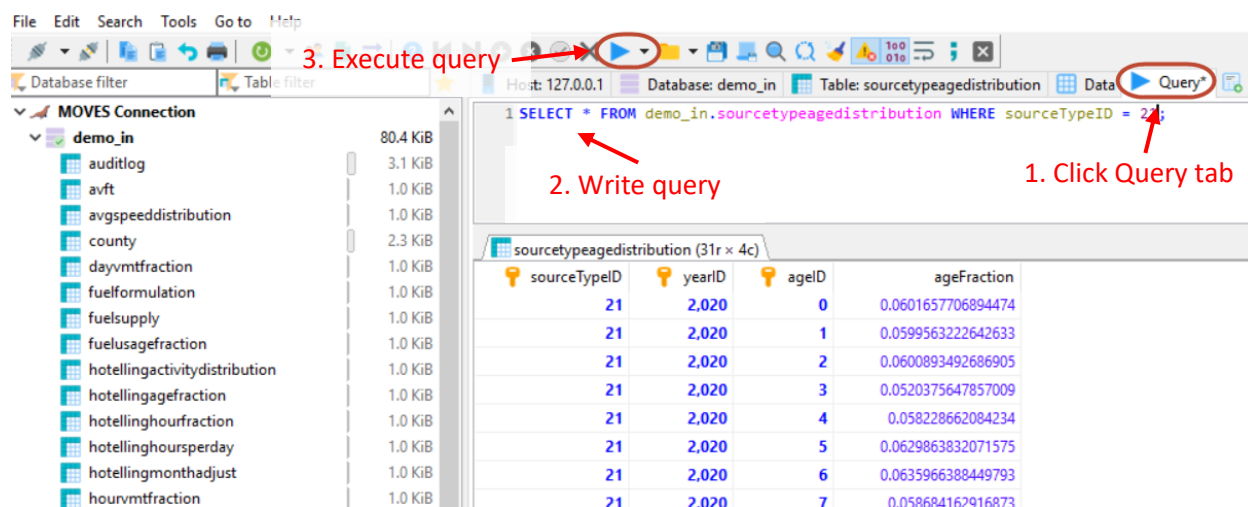 File Edit Search Tools Go to Help
3. Execute query
Database filter Table filter Host: 127.0.0.1 Database: demo_in Table: sourcetypeagedistribution Data Query*
MOVES Connection
1 SELECT * FROM demo_in.sourcetypeagedistribution WHERE sourceTypeID = 21;
demo_in 80.4 KiB
auditlog 3.1 KiB
avft 1.0 KiB
avgspeeddistribution 1.0 KiB
county 2.3 KiB
dayvmtfraction 1.0 KiB
fuelformulation 1.0 KiB
fuelsupply 1.0 KiB
fuelusagefraction 1.0 KiB
hotellingactivitydistribution 1.0 KiB
hotellingagefraction 1.0 KiB
hotellinghourfraction 1.0 KiB
hotellinghoursperday 1.0 KiB
hotellingmonthadjust 1.0 KiB
hourvmtfraction 1.0 KiB
2. Write query
1. Click Query tab
sourcetypeagedistribution (31r × 4c)
sourceTypeID yearID ageID ageFraction
21 2,020 0 0.0601657706894474
21 2,020 1 0.0599563222642633
21 2,020 2 0.0600893492686905
21 2,020 3 0.0520375647857009
21 2,020 4 0.058228662084234
21 2,020 5 0.0629863832071575
21 2,020 6 0.0635966388449793
21 2,020 7 0.058684162916873